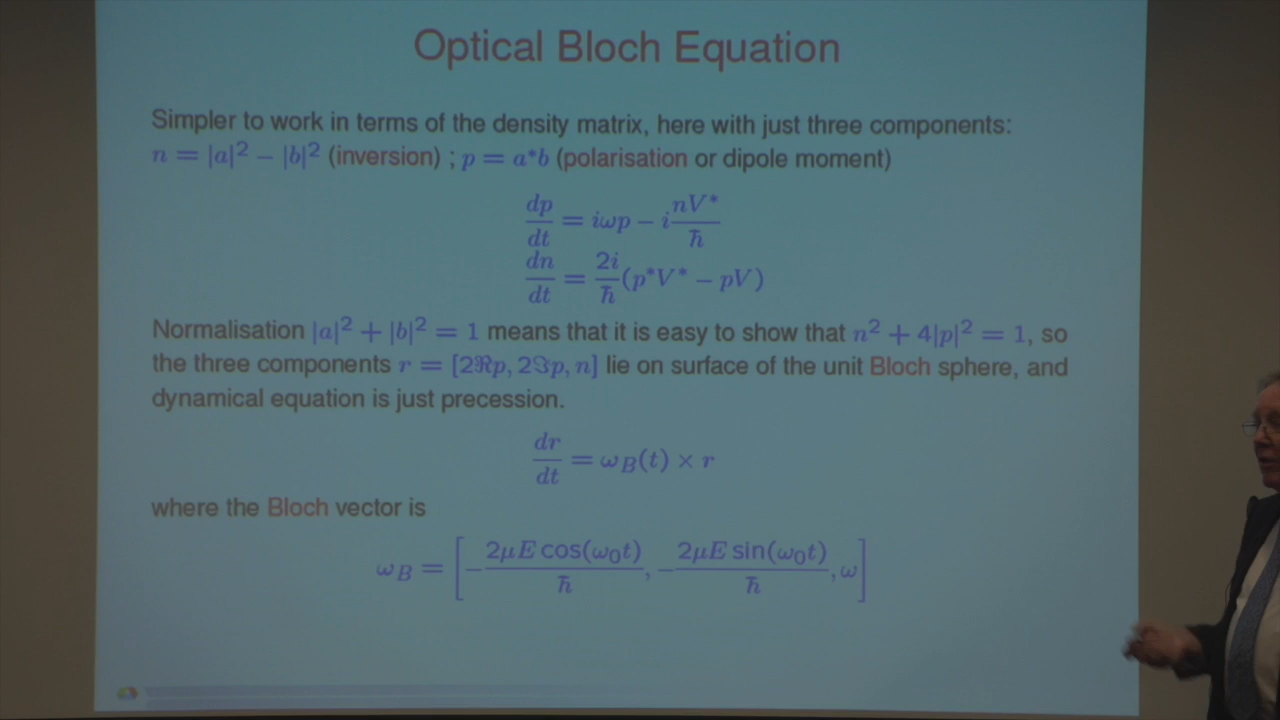 Optical Bloch Equation
Simpler to work in terms of the density matrix, here with just three components:
n = |a|² − |b|² (inversion) ; p = a*b (polarisation or dipole moment)
dp/dt = iωp − i nV*/ħ
dn/dt = 2i/ħ (p*V* − pV)
Normalisation |a|² + |b|² = 1 means that it is easy to show that n² + 4|p|² = 1, so
the three components r = [2ℜp, 2ℑp, n] lie on surface of the unit Bloch sphere, and
dynamical equation is just precession.
dr/dt = ω_B(t) × r
where the Bloch vector is
ω_B = [−2μE cos(ω₀t)/ħ, −2μE sin(ω₀t)/ħ, ω]